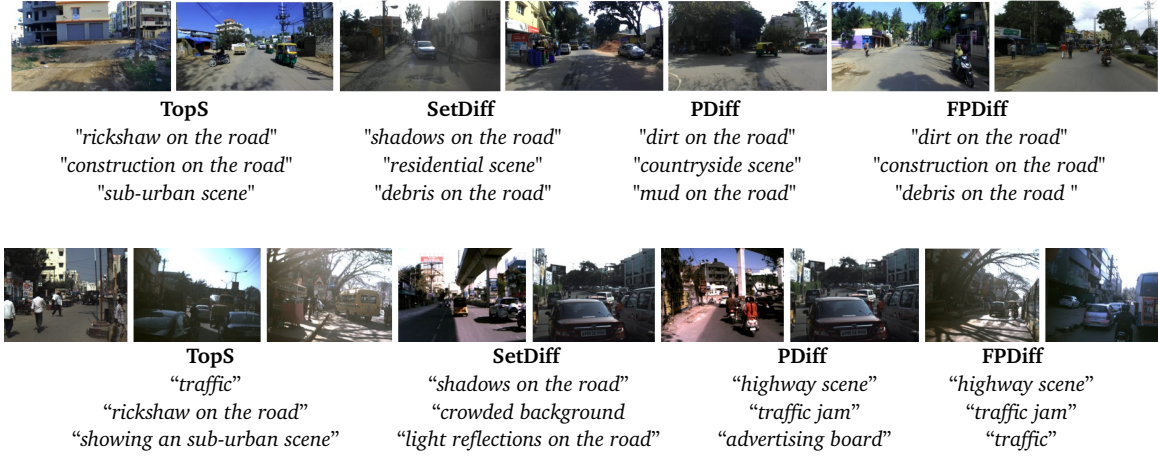 TopS SetDiff PDiff FPDiff
"rickshaw on the road" "shadows on the road" "dirt on the road" "dirt on the road"
"construction on the road" "residential scene" "countryside scene" "construction on the road"
"sub-urban scene" "debris on the road" "mud on the road" "debris on the road "
TopS SetDiff PDiff FPDiff
“traffic” “shadows on the road” “highway scene” “highway scene”
“rickshaw on the road” “crowded background “traffic jam” “traffic jam”
“showing an sub-urban scene” “light reflections on the road” “advertising board” “traffic”